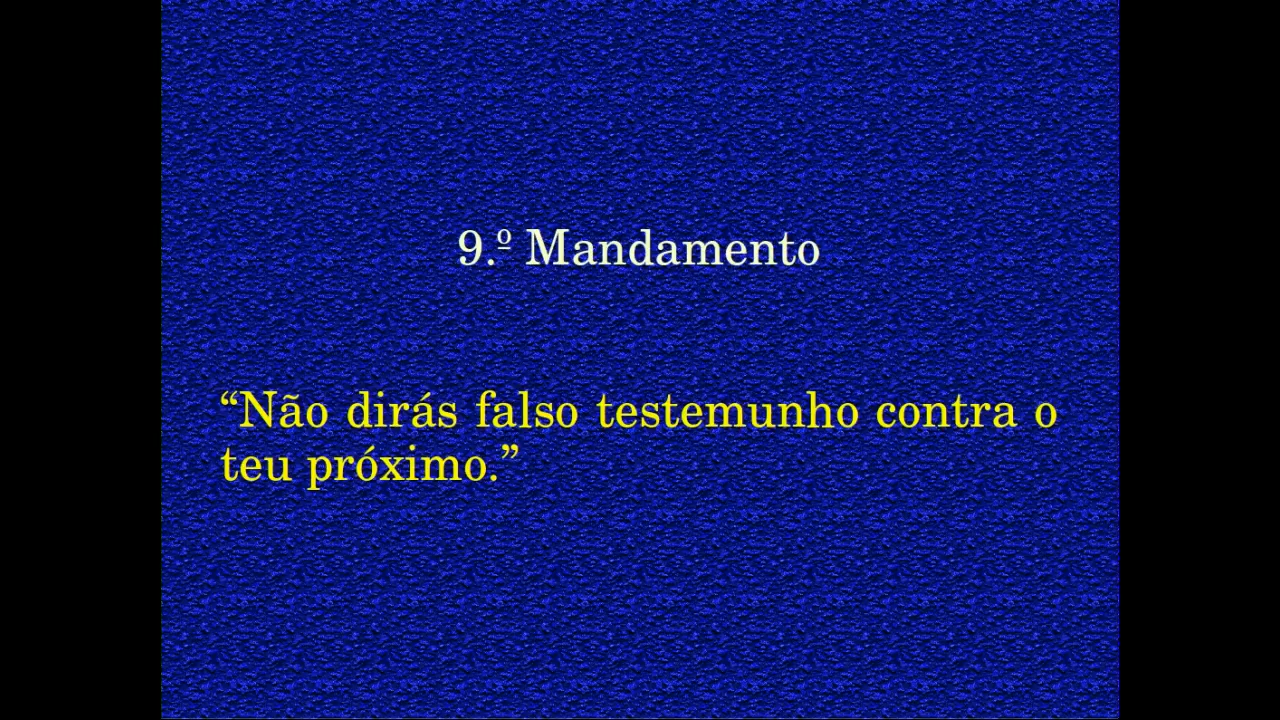 9.º Mandamento
“Não dirás falso testemunho contra o
teu próximo.”